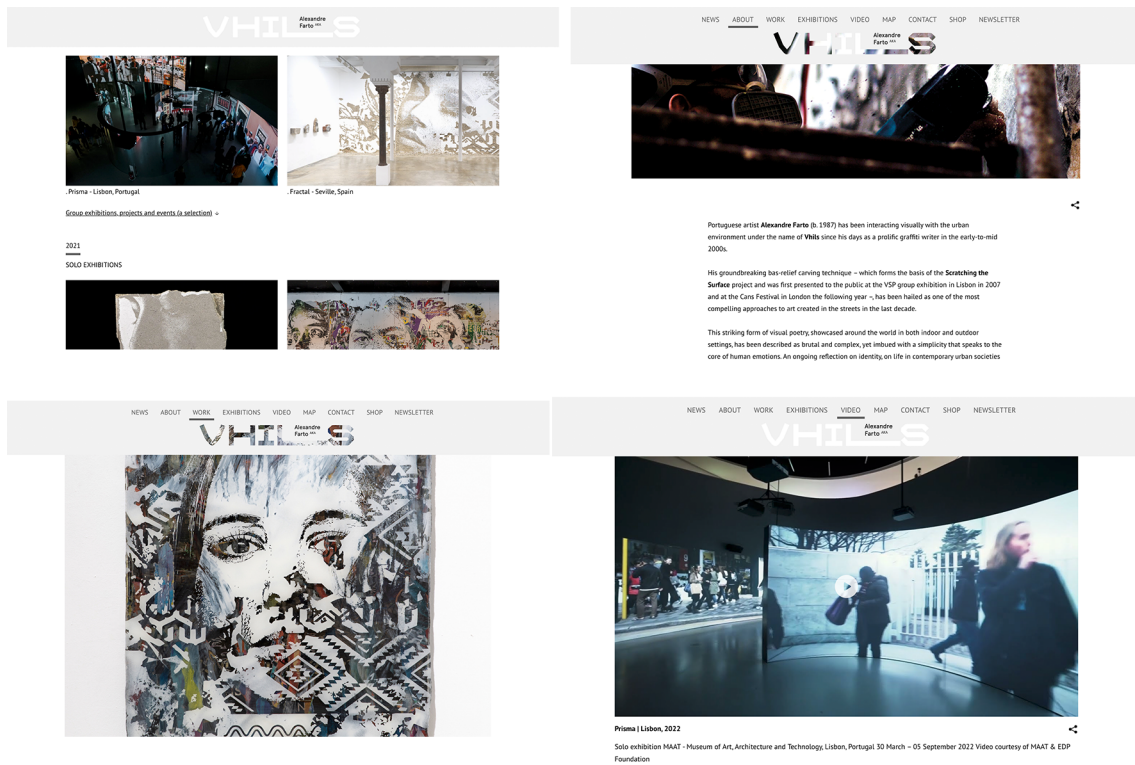 VHILS
Alexandre
Farto AKA
. Prisma - Lisbon, Portugal
. Fractal - Seville, Spain
Group exhibitions, projects and events (a selection)
2021
SOLO EXHIBITIONS
NEWS ABOUT WORK EXHIBITIONS VIDEO MAP CONTACT SHOP NEWSLETTER
VHILS
Alexandre
Farto AKA
Portuguese artist Alexandre Farto (b. 1987) has been interacting visually with the urban
environment under the name of Vhils since his days as a prolific graffiti writer in the early-to-mid
2000s.
His groundbreaking bas-relief carving technique – which forms the basis of the Scratching the
Surface project and was first presented to the public at the VSP group exhibition in Lisbon in 2007
and at the Cans Festival in London the following year –, has been hailed as one of the most
compelling approaches to art created in the streets in the last decade.
This striking form of visual poetry, showcased around the world in both indoor and outdoor
settings, has been described as brutal and complex, yet imbued with a simplicity that speaks to the
core of human emotions. An ongoing reflection on identity, on life in contemporary urban societies
NEWS ABOUT WORK EXHIBITIONS VIDEO MAP CONTACT SHOP NEWSLETTER
VHILS
Alexandre
Farto AKA
NEWS ABOUT WORK EXHIBITIONS VIDEO MAP CONTACT SHOP NEWSLETTER
VHILS
Alexandre
Farto AKA
Prisma | Lisbon, 2022
Solo exhibition MAAT - Museum of Art, Architecture and Technology, Lisbon, Portugal 30 March – 05 September 2022 Video courtesy of MAAT & EDP
Foundation